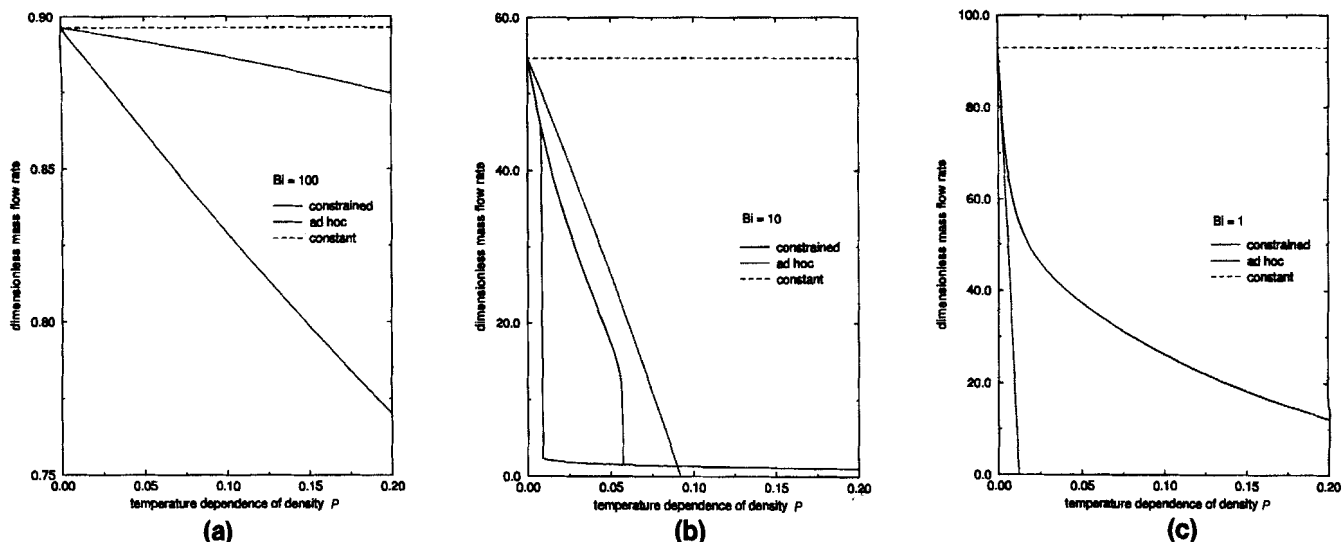 0.90
0.85
0.80
0.75
dimensionless mass flow rate
Bi = 100
constrained
ad hoc
constant
0.00 0.05 0.10 0.15 0.20
temperature dependence of density P
(a)
60.0
40.0
20.0
0.0
dimensionless mass flow rate
Bi = 10
constrained
ad hoc
constant
0.00 0.05 0.10 0.15 0.20
temperature dependence of density P
(b)
100.0
80.0
60.0
40.0
20.0
0.0
dimensionless mass flow rate
Bi = 1
constrained
ad hoc
constant
0.00 0.05 0.10 0.15 0.20
temperature dependence of density P
(c)